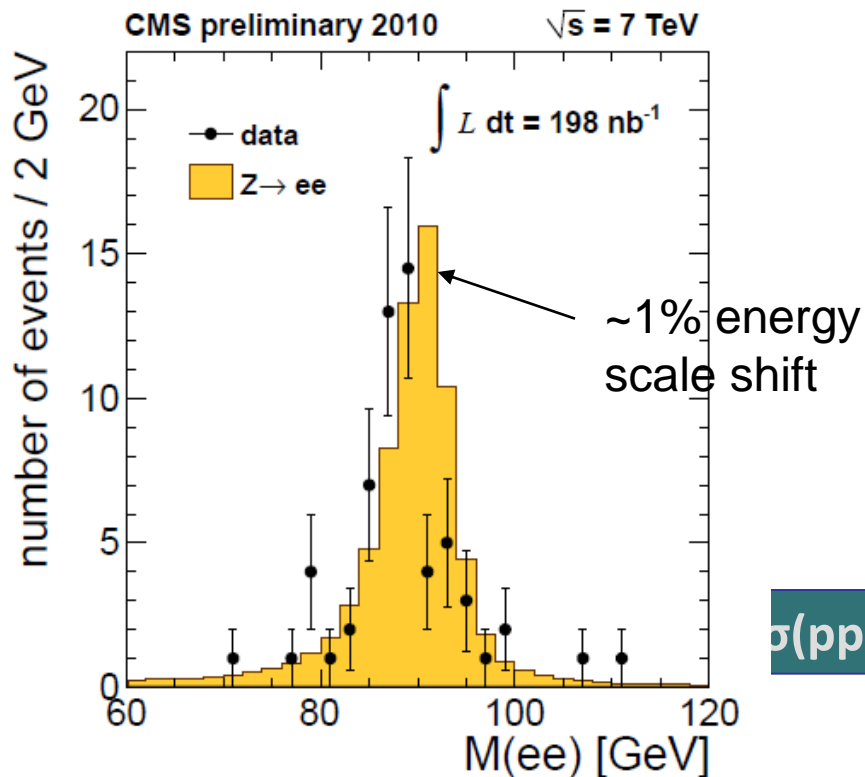 CMS preliminary 2010 √s = 7 TeV
∫ L dt = 198 nb⁻¹
data
Z→ ee
~1% energy
scale shift
number of events / 2 GeV
20
15
10
5
0
60 80 100 120
M(ee) [GeV]
σ(pp